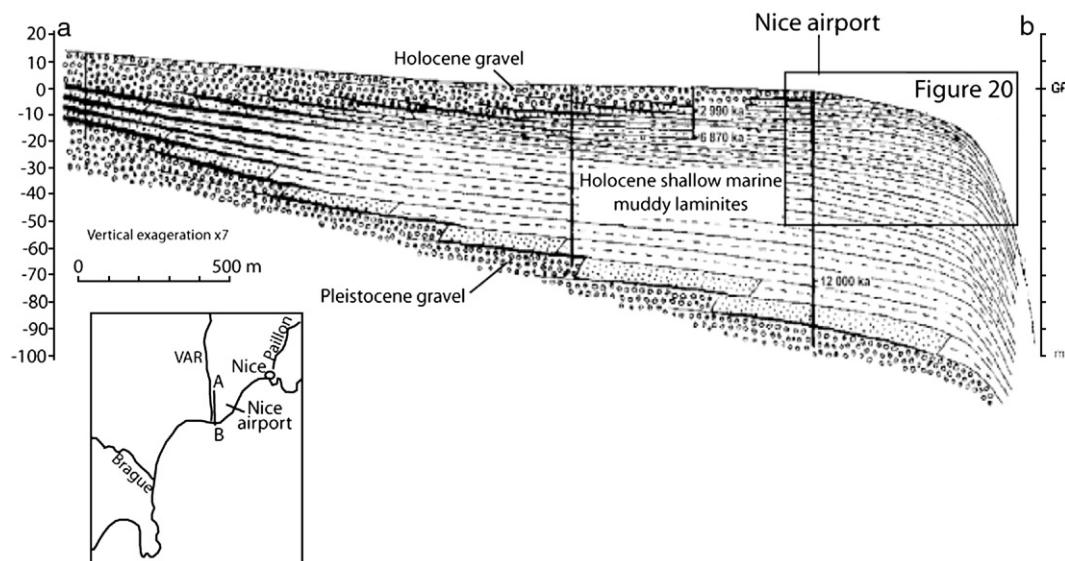 a
Nice airport
b
20
10
0
-10
-20
-30
-40
-50
-60
-70
-80
-90
-100
Holocene gravel
Figure 20
2 990 ka
6 870 ka
Holocene shallow marine
muddy laminites
Vertical exageration x7
0 500 m
Pleistocene gravel
12 000 ka
m
VAR
Paillon
Nice
A
Nice
airport
B
Brague